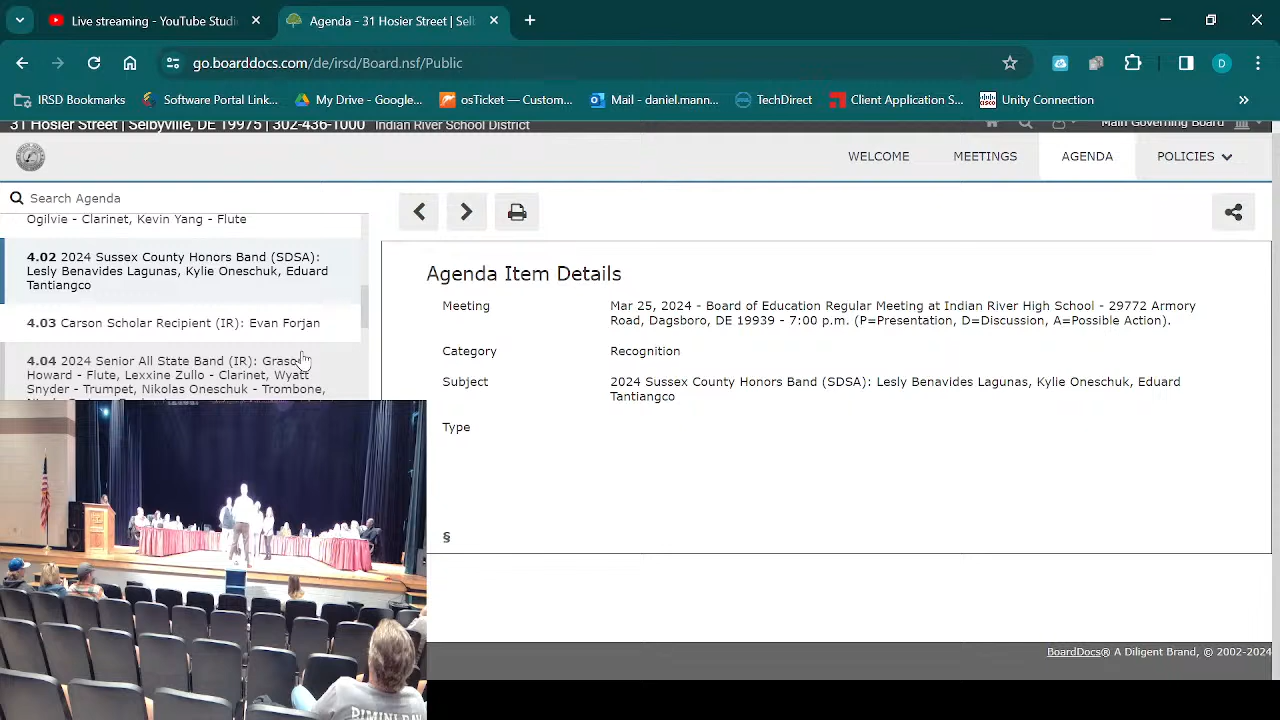 Live streaming - YouTube Studi
Agenda - 31 Hosier Street | Sel
go.boarddocs.com/de/irsd/Board.nsf/Public
D
IRSD Bookmarks
Software Portal Link...
My Drive - Google...
osTicket — Custom...
Mail - daniel.mann...
TechDirect
Client Application S...
Unity Connection
31 Hosier Street | Selbyville, DE 19975 | 302-436-1000
Indian River School District
Main Governing Board
WELCOME
MEETINGS
AGENDA
POLICIES
Search Agenda
Ogilvie - Clarinet, Kevin Yang - Flute
4.02 2024 Sussex County Honors Band (SDSA):
Lesly Benavides Lagunas, Kylie Oneschuk, Eduard
Tantiangco
4.03 Carson Scholar Recipient (IR): Evan Forjan
4.04 2024 Senior All State Band (IR):
Howard - Flute, Lexxine Zullo - Clarinet, Wyatt
Snyder - Trumpet, Nikolas Oneschuk - Trombone,
Agenda Item Details
Meeting
Mar 25, 2024 - Board of Education Regular Meeting at Indian River High School - 29772 Armory
Road, Dagsboro, DE 19939 - 7:00 p.m. (P=Presentation, D=Discussion, A=Possible Action).
Category
Recognition
Subject
2024 Sussex County Honors Band (SDSA): Lesly Benavides Lagunas, Kylie Oneschuk, Eduard
Tantiangco
Type
§
BoardDocs® A Diligent Brand, © 2002-2024